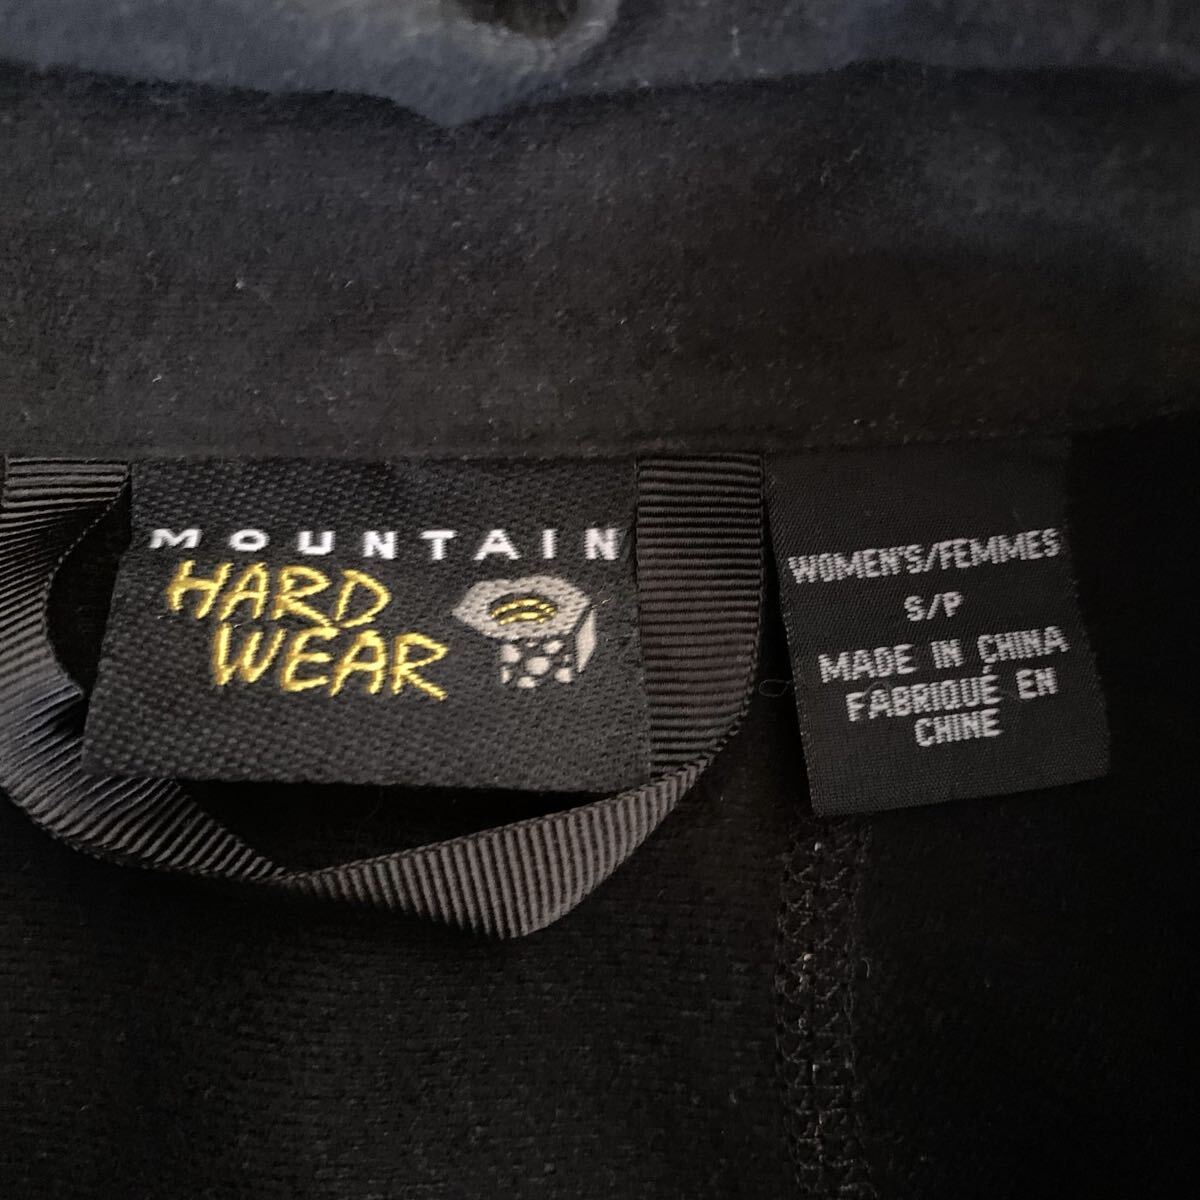 MOUNTAIN
HARD
WEAR
WOMEN'S/FEMMES
S/P
MADE IN CHINA
FABRIQUÉ EN
CHINE